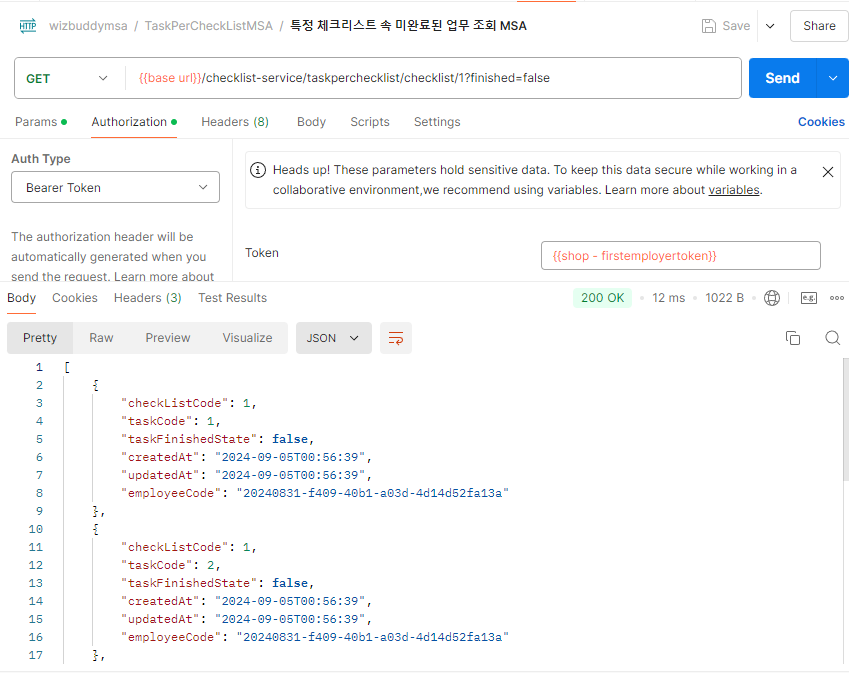 HTTP wizbuddymsa / TaskPerCheckListMSA / 특정 체크리스트 속 미완료된 업무 조회 MSA Save Share
GET {{base url}}/checklist-service/taskperchecklist/checklist/1?finished=false Send
Params Authorization Headers (8) Body Scripts Settings Cookies
Auth Type
Bearer Token
Heads up! These parameters hold sensitive data. To keep this data secure while working in a
collaborative environment,we recommend using variables. Learn more about variables.
The authorization header will be
automatically generated when you
send the request. Learn more about
Token {{shop - firstemployertoken}}
Body Cookies Headers (3) Test Results 200 OK 12 ms 1022 B e.g.
Pretty Raw Preview Visualize JSON
1 [
2 {
3 "checkListCode": 1,
4 "taskCode": 1,
5 "taskFinishedState": false,
6 "createdAt": "2024-09-05T00:56:39",
7 "updatedAt": "2024-09-05T00:56:39",
8 "employeeCode": "20240831-f409-40b1-a03d-4d14d52fa13a"
9 },
10 {
11 "checkListCode": 1,
12 "taskCode": 2,
13 "taskFinishedState": false,
14 "createdAt": "2024-09-05T00:56:39",
15 "updatedAt": "2024-09-05T00:56:39",
16 "employeeCode": "20240831-f409-40b1-a03d-4d14d52fa13a"
17 },